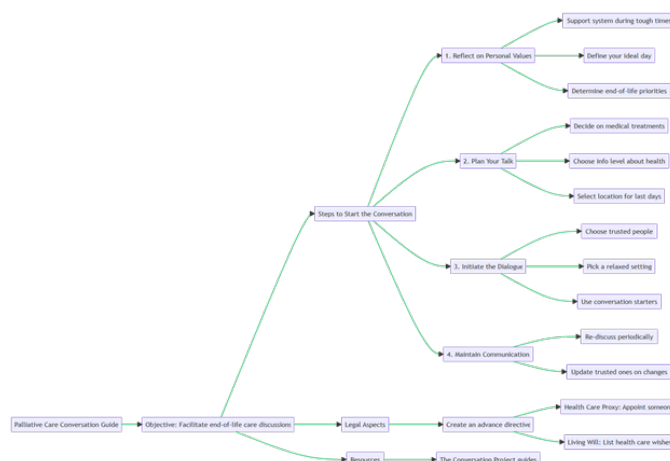 Support system during tough times
1. Reflect on Personal Values
Define your ideal day
Determine end-of-life priorities
Decide on medical treatments
2. Plan Your Talk
Choose info level about health
Select location for last days
Steps to Start the Conversation
Choose trusted people
3. Initiate the Dialogue
Pick a relaxed setting
Use conversation starters
Re-discuss periodically
4. Maintain Communication
Update trusted ones on changes
Health Care Proxy: Appoint someon
Palliative Care Conversation Guide
Objective: Facilitate end-of-life care discussions
Legal Aspects
Create an advance directive
Living Will: List health care wishes
Resources
The Conversation Project guides